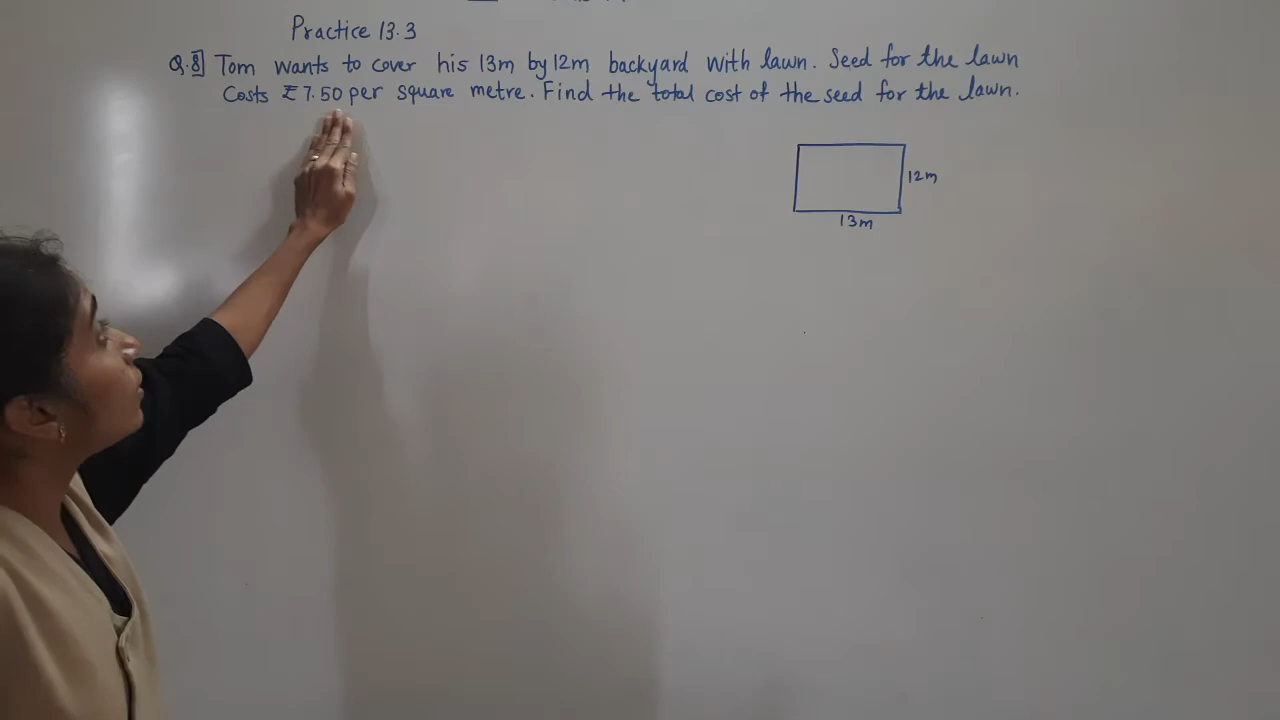 Practice 13.3
Q.8] Tom wants to cover his 13m by 12m backyard with lawn. Seed for the lawn
Costs ₹7.50 per square metre. Find the total cost of the seed for the lawn.
12m
13m